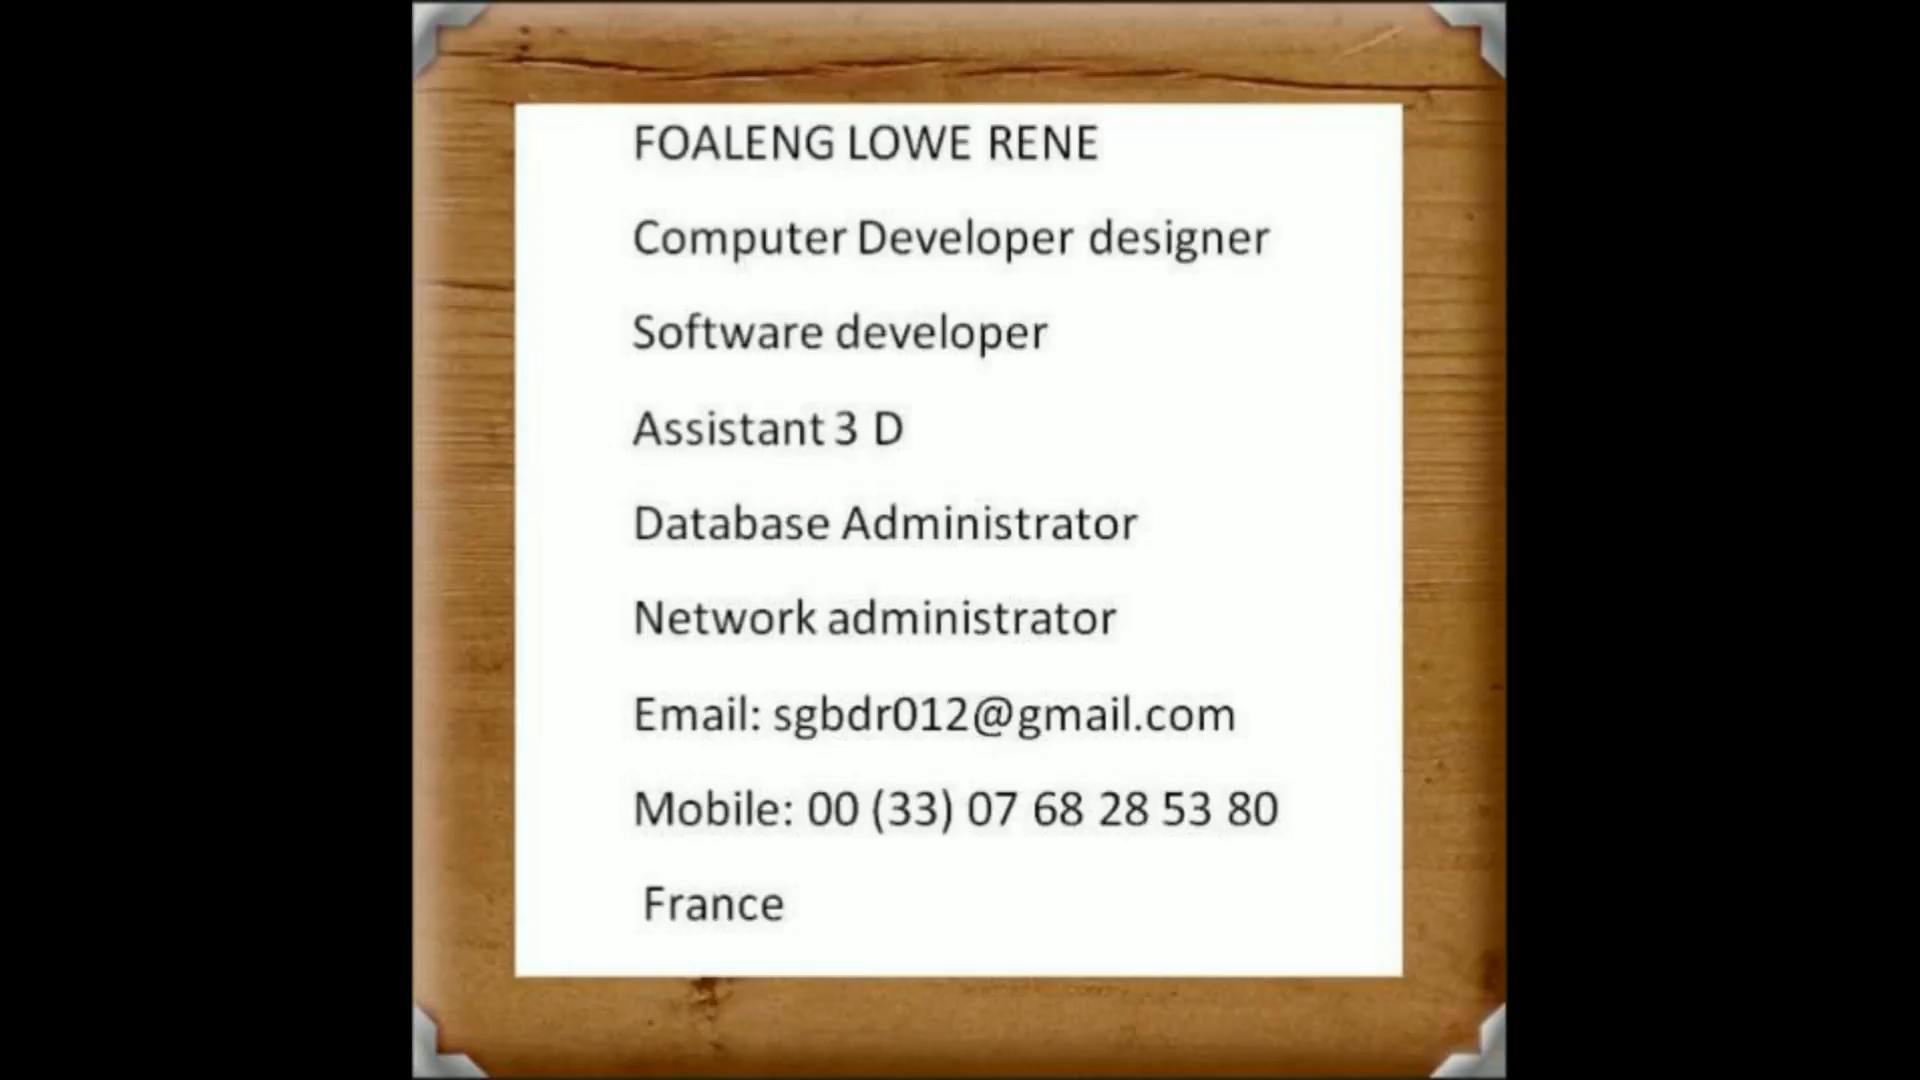 FOALENG LOWE RENE
Computer Developer designer
Software developer
Assistant 3 D
Database Administrator
Network administrator
Email: sgbdr012@gmail.com
Mobile: 00 (33) 07 68 28 53 80
France